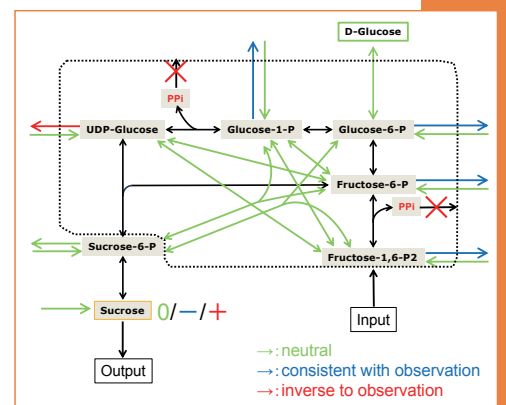 D-Glucose
PPi
UDP-Glucose
Glucose-1-P
Glucose-6-P
Fructose-6-P
PPi
Sucrose-6-P
Fructose-1,6-P2
Sucrose
0/−/+
Input
Output
→:neutral
→:consistent with observation
→:inverse to observation